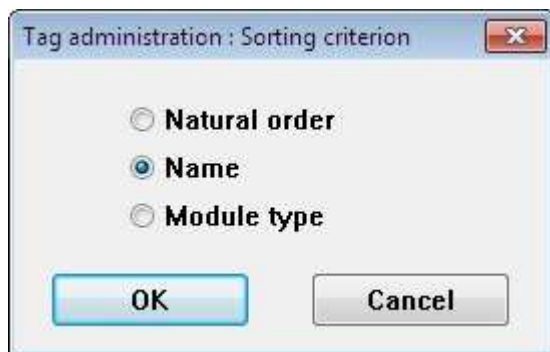 Tag administration : Sorting criterion
Natural order
Name
Module type
OK Cancel